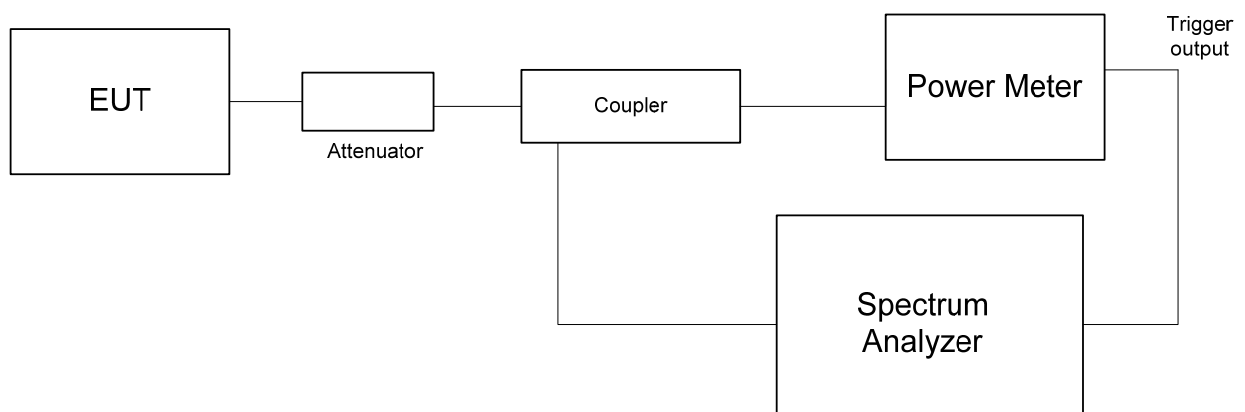 EUT
Attenuator
Coupler
Power Meter
Trigger
output
Spectrum
Analyzer